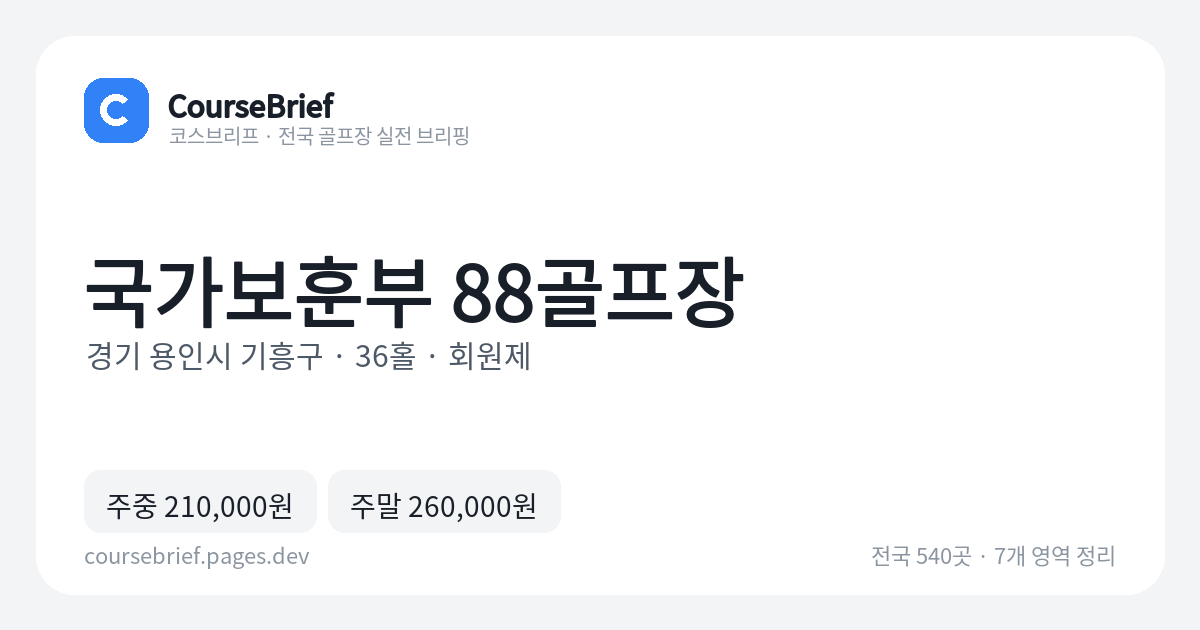 C
CourseBrief
코스브리프 · 전국 골프장 실전 브리핑
국가보훈부 88골프장
경기 용인시 기흥구 · 36홀 · 회원제
주중 210,000원 주말 260,000원
coursebrief.pages.dev 전국 540곳 · 7개 영역 정리